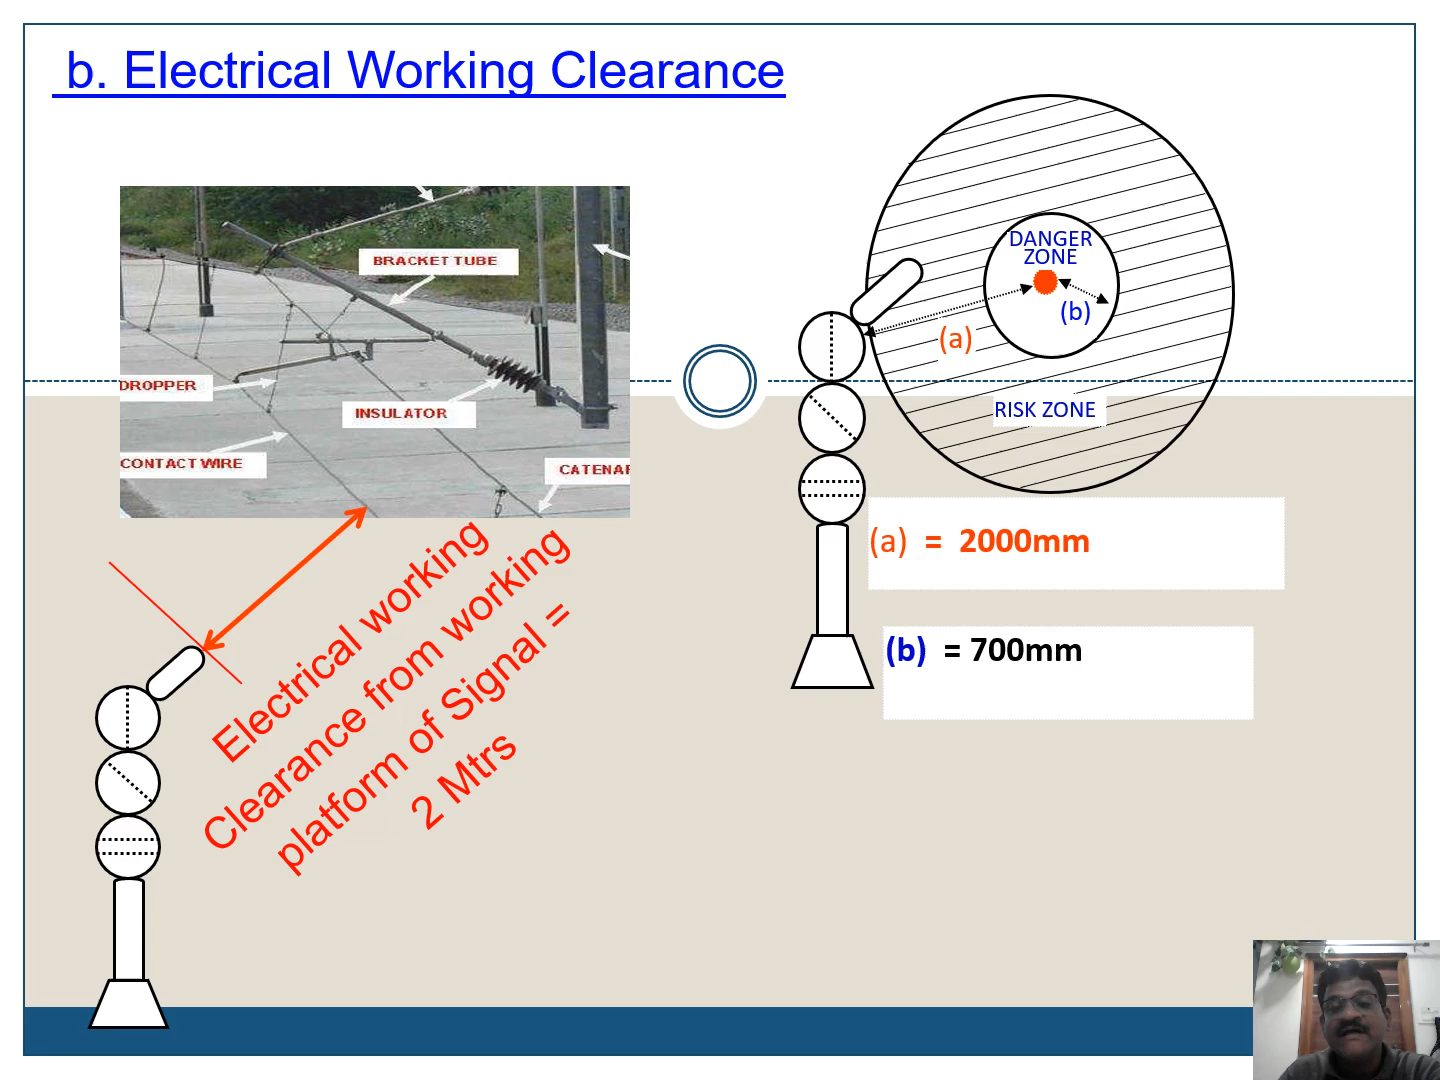 b. Electrical Working Clearance
BRACKET TUBE
DROPPER
INSULATOR
CONTACT WIRE
CATENAR
Electrical working
Clearance from working
platform of Signal =
2 Mtrs
DANGER
ZONE
(b)
(a)
RISK ZONE
(a) = 2000mm
(b) = 700mm